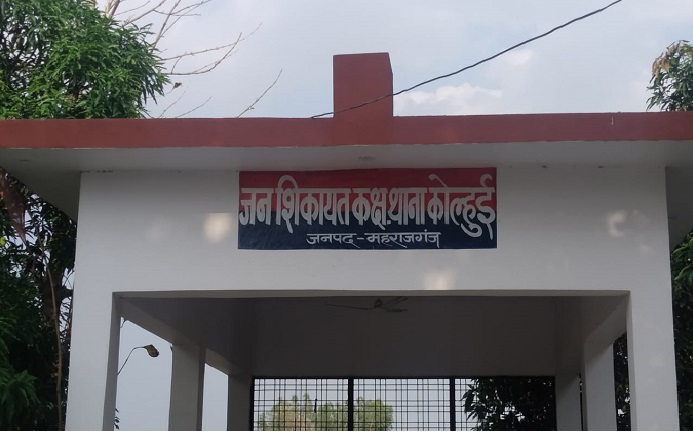 जन शिकायत कक्ष,थाना कोल्हुई
जनपद-महराजगंज